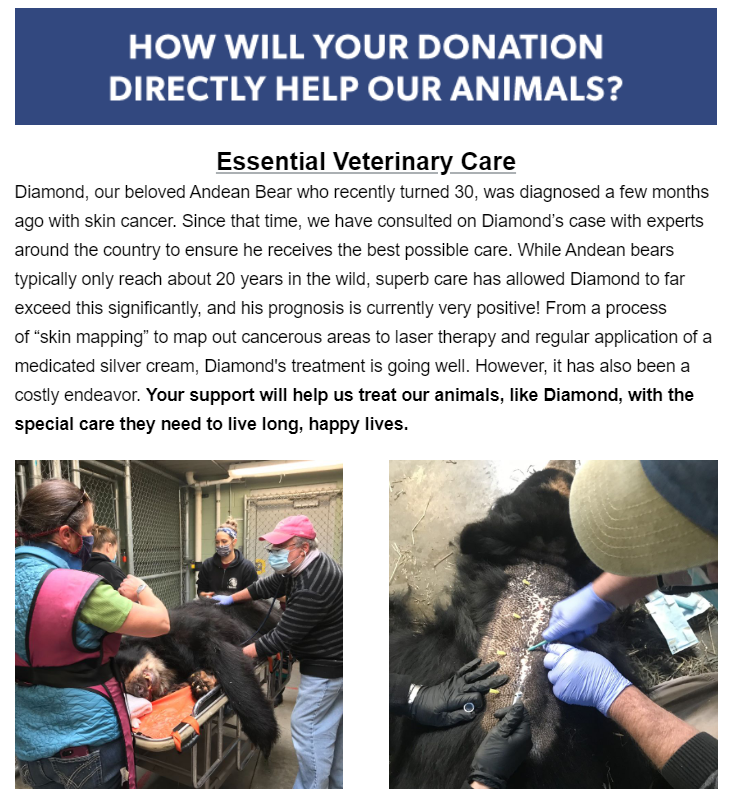 HOW WILL YOUR DONATION
DIRECTLY HELP OUR ANIMALS?
Essential Veterinary Care
Diamond, our beloved Andean Bear who recently turned 30, was diagnosed a few months
ago with skin cancer. Since that time, we have consulted on Diamond’s case with experts
around the country to ensure he receives the best possible care. While Andean bears
typically only reach about 20 years in the wild, superb care has allowed Diamond to far
exceed this significantly, and his prognosis is currently very positive! From a process
of “skin mapping” to map out cancerous areas to laser therapy and regular application of a
medicated silver cream, Diamond's treatment is going well. However, it has also been a
costly endeavor. Your support will help us treat our animals, like Diamond, with the
special care they need to live long, happy lives.